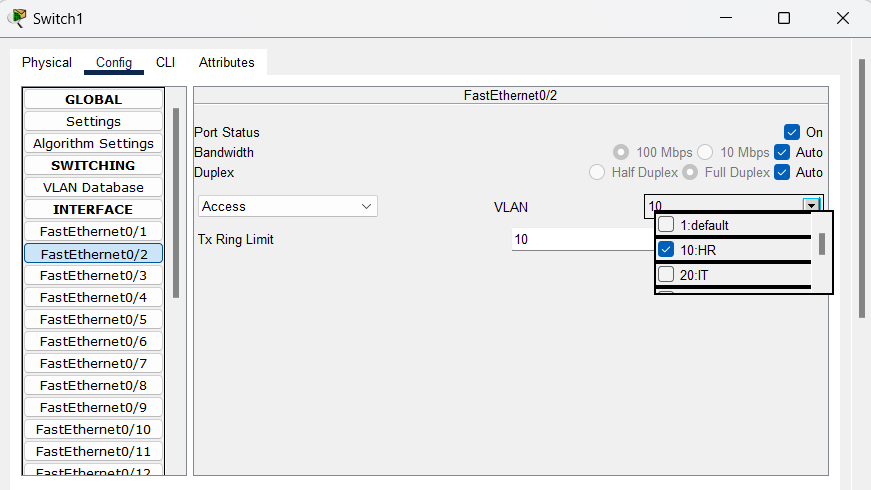 Switch1
Physical Config CLI Attributes
GLOBAL
Settings
Algorithm Settings
SWITCHING
VLAN Database
INTERFACE
FastEthernet0/1
FastEthernet0/2
FastEthernet0/3
FastEthernet0/4
FastEthernet0/5
FastEthernet0/6
FastEthernet0/7
FastEthernet0/8
FastEthernet0/9
FastEthernet0/10
FastEthernet0/11
FastEthernet0/12
FastEthernet0/2
Port Status On
Bandwidth 100 Mbps 10 Mbps Auto
Duplex Half Duplex Full Duplex Auto
Access VLAN 10
1:default
10:HR
20:IT
Tx Ring Limit 10